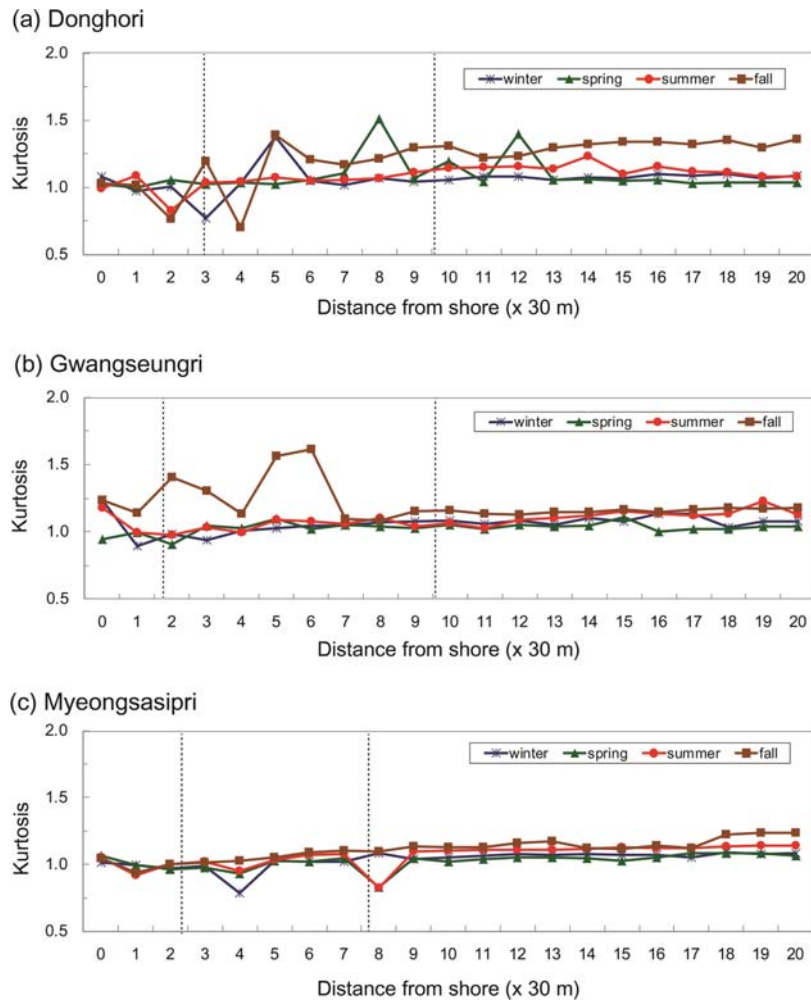 (a) Donghori
2.0
winter spring summer fall
1.5
Kurtosis
1.0
0.5
0 1 2 3 4 5 6 7 8 9 10 11 12 13 14 15 16 17 18 19 20
Distance from shore (x 30 m)
(b) Gwangseungri
2.0
winter spring summer fall
1.5
Kurtosis
1.0
0.5
0 1 2 3 4 5 6 7 8 9 10 11 12 13 14 15 16 17 18 19 20
Distance from shore (x 30 m)
(c) Myeongsasipri
2.0
winter spring summer fall
1.5
Kurtosis
1.0
0.5
0 1 2 3 4 5 6 7 8 9 10 11 12 13 14 15 16 17 18 19 20
Distance from shore (x 30 m)